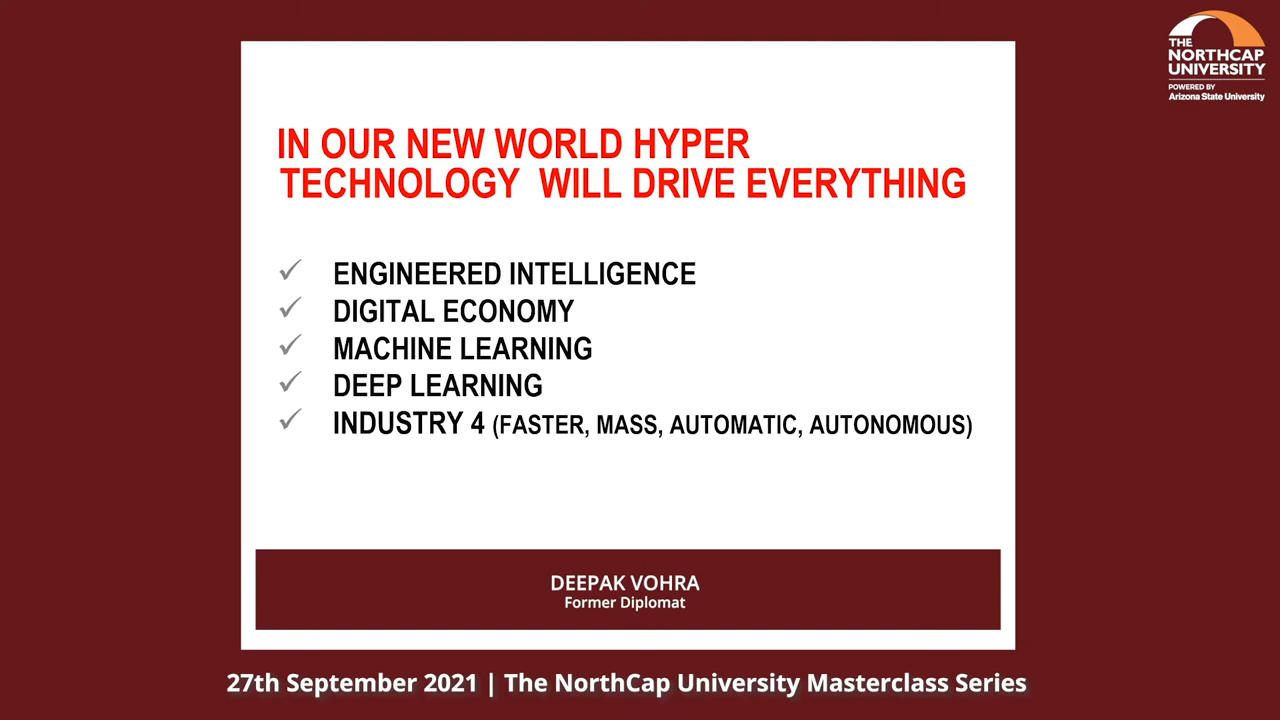 THE
NORTHCAP
UNIVERSITY
POWERED BY
Arizona State University
IN OUR NEW WORLD HYPER
TECHNOLOGY WILL DRIVE EVERYTHING
✓ ENGINEERED INTELLIGENCE
✓ DIGITAL ECONOMY
✓ MACHINE LEARNING
✓ DEEP LEARNING
✓ INDUSTRY 4 (FASTER, MASS, AUTOMATIC, AUTONOMOUS)
DEEPAK VOHRA
Former Diplomat
27th September 2021 | The NorthCap University Masterclass Series